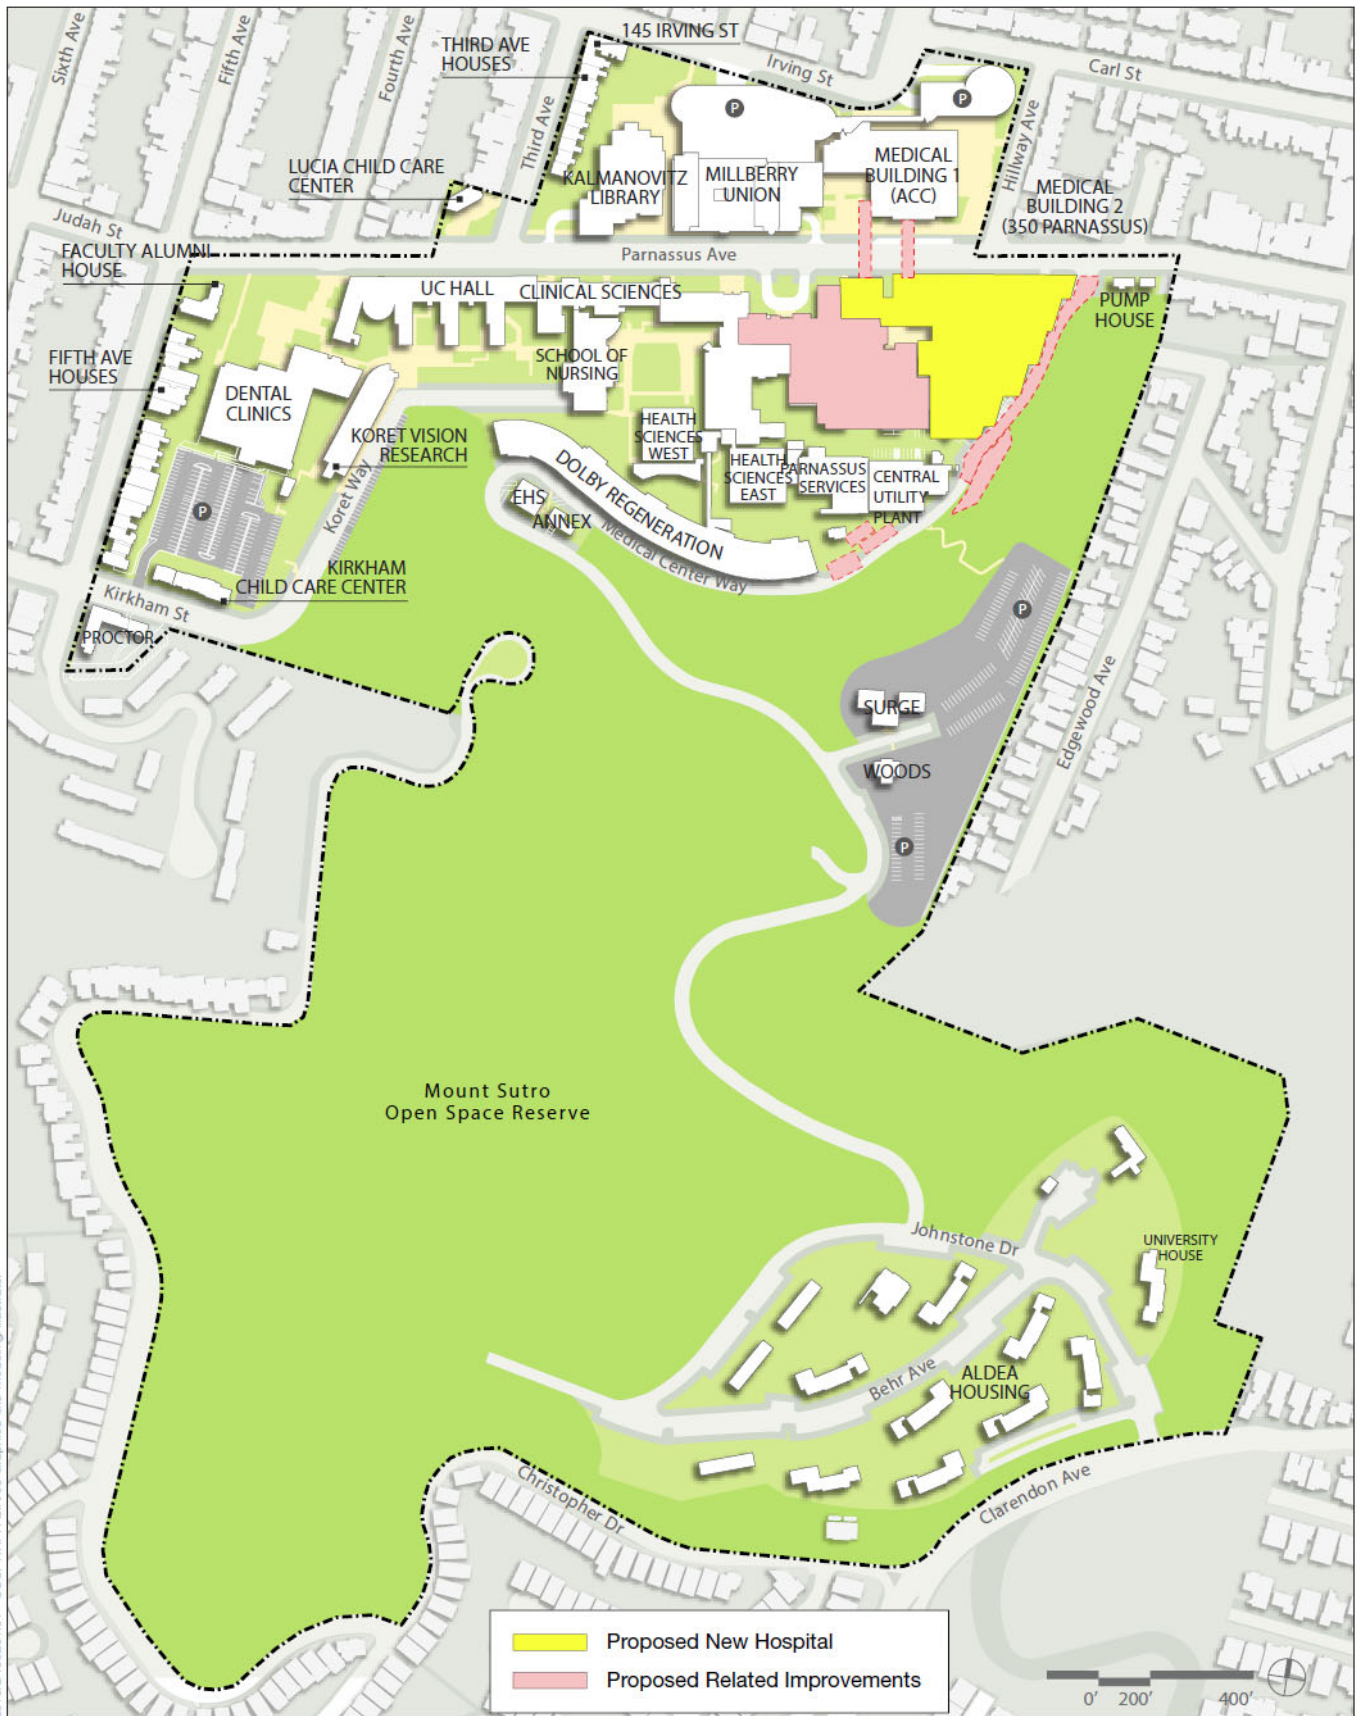 145 IRVING ST
THIRD AVE
HOUSES
Sixth Ave
Fifth Ave
Fourth Ave
Third Ave
Irving St
Carl St
Hillway Ave
P
P
LUCIA CHILD CARE
CENTER
KALMANOVITZ
LIBRARY
MILLBERRY
UNION
MEDICAL
BUILDING 1
(ACC)
MEDICAL
BUILDING 2
(350 PARNASSUS)
Judah St
FACULTY ALUMNI
HOUSE
Parnassus Ave
UC HALL
CLINICAL SCIENCES
PUMP
HOUSE
FIFTH AVE
HOUSES
DENTAL
CLINICS
SCHOOL OF
NURSING
KORET VISION
RESEARCH
HEALTH
SCIENCES
WEST
HEALTH
SCIENCES
EAST
PARNASSUS
SERVICES
CENTRAL
UTILITY
PLANT
DOLBY REGENERATION
EHS
ANNEX
Medical Center Way
Koret Way
P
KIRKHAM
CHILD CARE CENTER
Kirkham St
PROCTOR
P
SURGE
WOODS
P
Edgewood Ave
Mount Sutro
Open Space Reserve
Johnstone Dr
UNIVERSITY
HOUSE
Behr Ave
ALDEA
HOUSING
Christopher Dr
Clarendon Ave
Proposed New Hospital
Proposed Related Improvements
0' 200' 400'